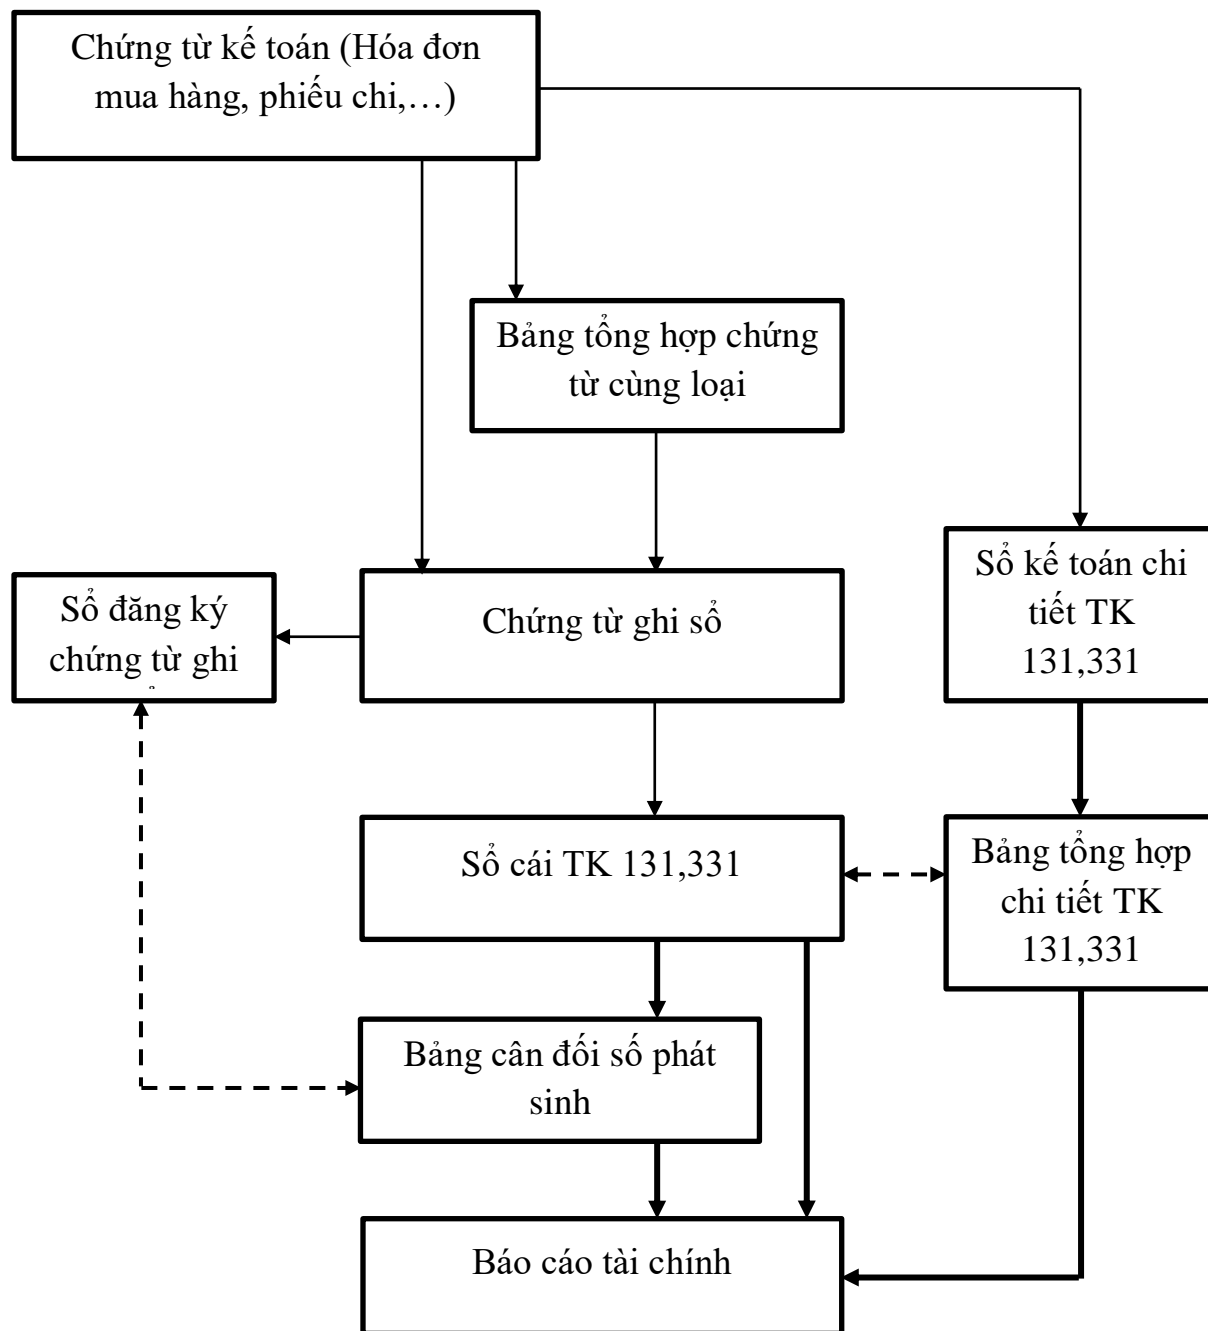 Chứng từ kế toán (Hóa đơn
mua hàng, phiếu chi,…)
Bảng tổng hợp chứng
từ cùng loại
Sổ kế toán chi
tiết TK
131,331
Sổ đăng ký
chứng từ ghi
Chứng từ ghi sổ
Sổ cái TK 131,331
Bảng tổng hợp
chi tiết TK
131,331
Bảng cân đối số phát
sinh
Báo cáo tài chính